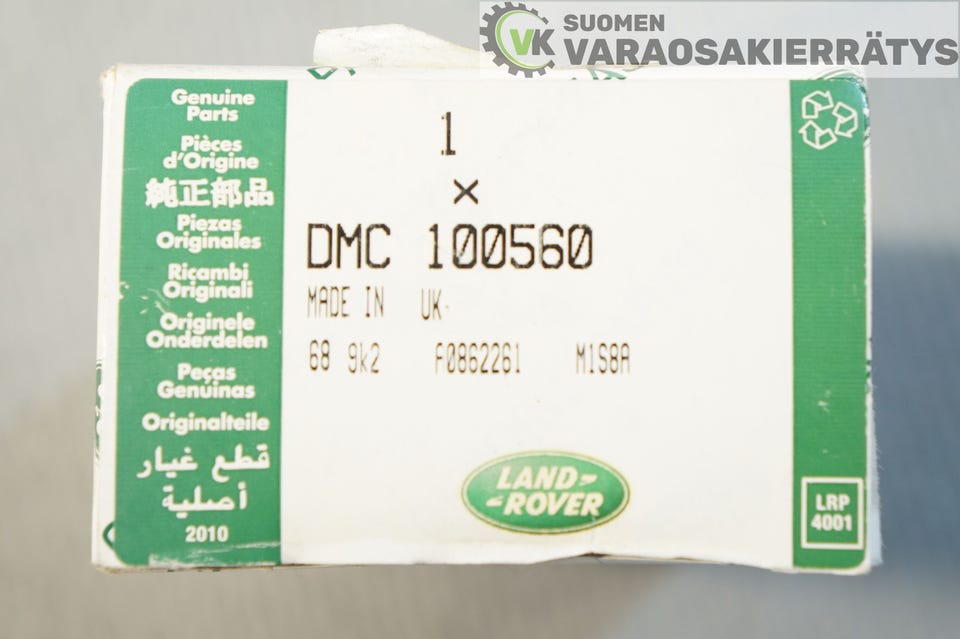 SUOMEN
VK VARAOSAKIERRÄTYS
Genuine
Parts
Pièces
d'Origine
純正部品
Piezas
Originales
Ricambi
Originali
Originele
Onderdelen
Peças
Genuinas
Originalteile
قطع غيار
أصلية
2010
1
×
DMC 100560
MADE IN UK
68 9k2 F0862261 M1S8A
LAND
ROVER
LRP
4001